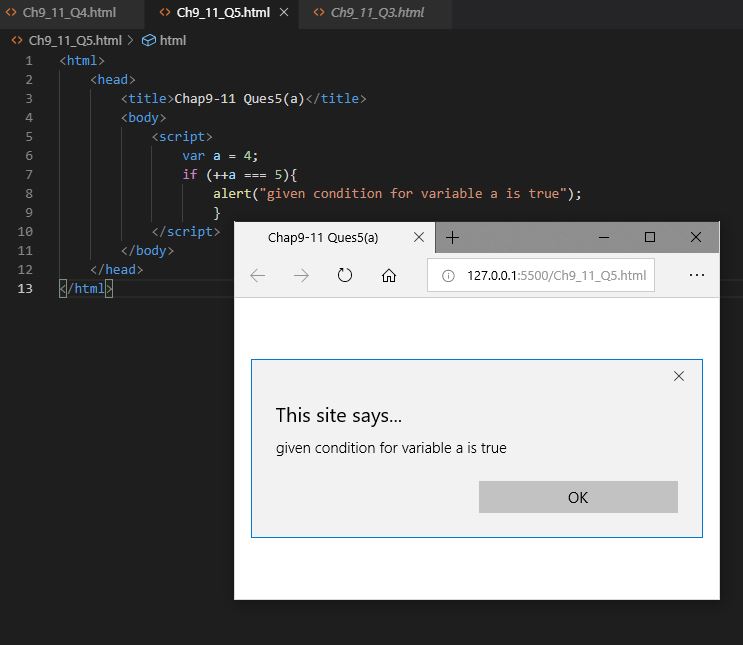 Ch9_11_Q4.html Ch9_11_Q5.html Ch9_11_Q3.html
Ch9_11_Q5.html > html
1 <html>
2 <head>
3 <title>Chap9-11 Ques5(a)</title>
4 <body>
5 <script>
6 var a = 4;
7 if (++a === 5){
8 alert("given condition for variable a is true");
9 }
10 </script>
11 </body>
12 </head>
13 </html>
Chap9-11 Ques5(a)
127.0.0.1:5500/Ch9_11_Q5.html
This site says...
given condition for variable a is true
OK